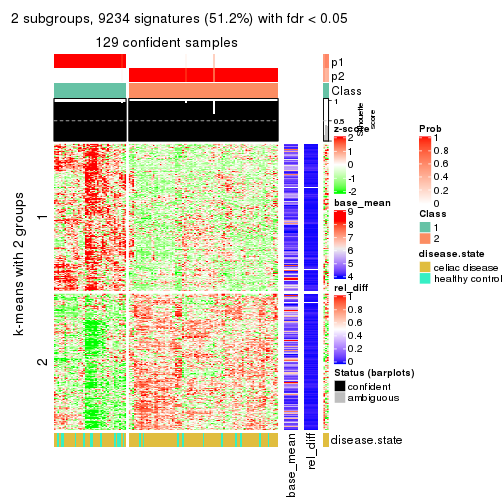 2 subgroups, 9234 signatures (51.2%) with fdr < 0.05
129 confident samples
p1
p2
Class
1
0.5
0
Silhouette
score
k-means with 2 groups
1
2
z-score
2
1
0
-1
-2
base_mean
9
8
7
6
5
4
rel_diff
1
0.8
0.6
0.4
0.2
0
Status (barplots)
confident
ambiguous
Prob
1
0.8
0.6
0.4
0.2
0
Class
1
2
disease.state
celiac disease
healthy control
disease.state
base_mean
rel_diff